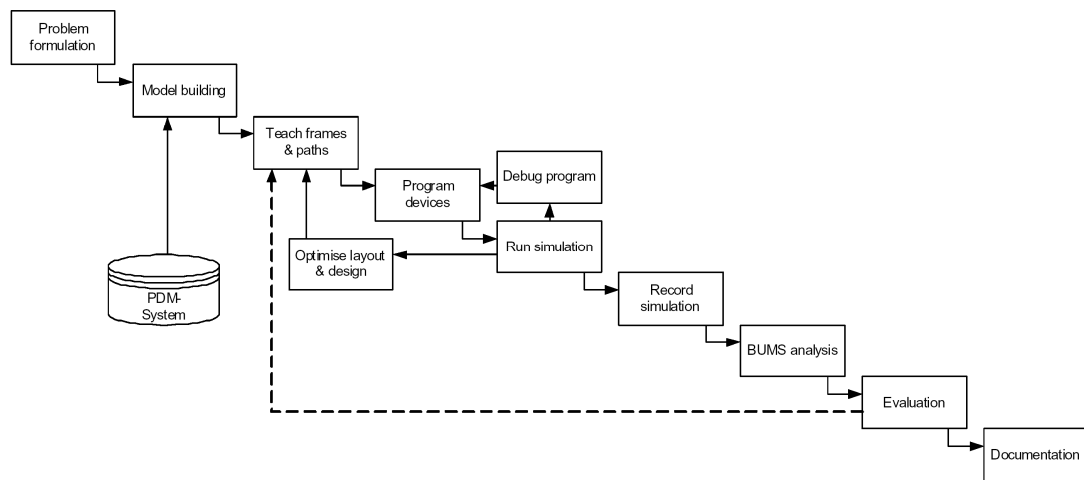 Problem
formulation
Model building
Teach frames
& paths
Program
devices
Debug program
Run simulation
Optimise layout
& design
PDM-
System
Record
simulation
BUMS analysis
Evaluation
Documentation